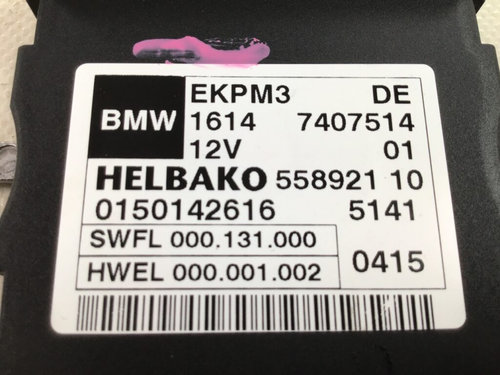 BMW EKPM3 DE
1614 7407514
12V 01
HELBAKO 558921 10
0150142616 5141
SWFL 000.131.000
HWEL 000.001.002 0415